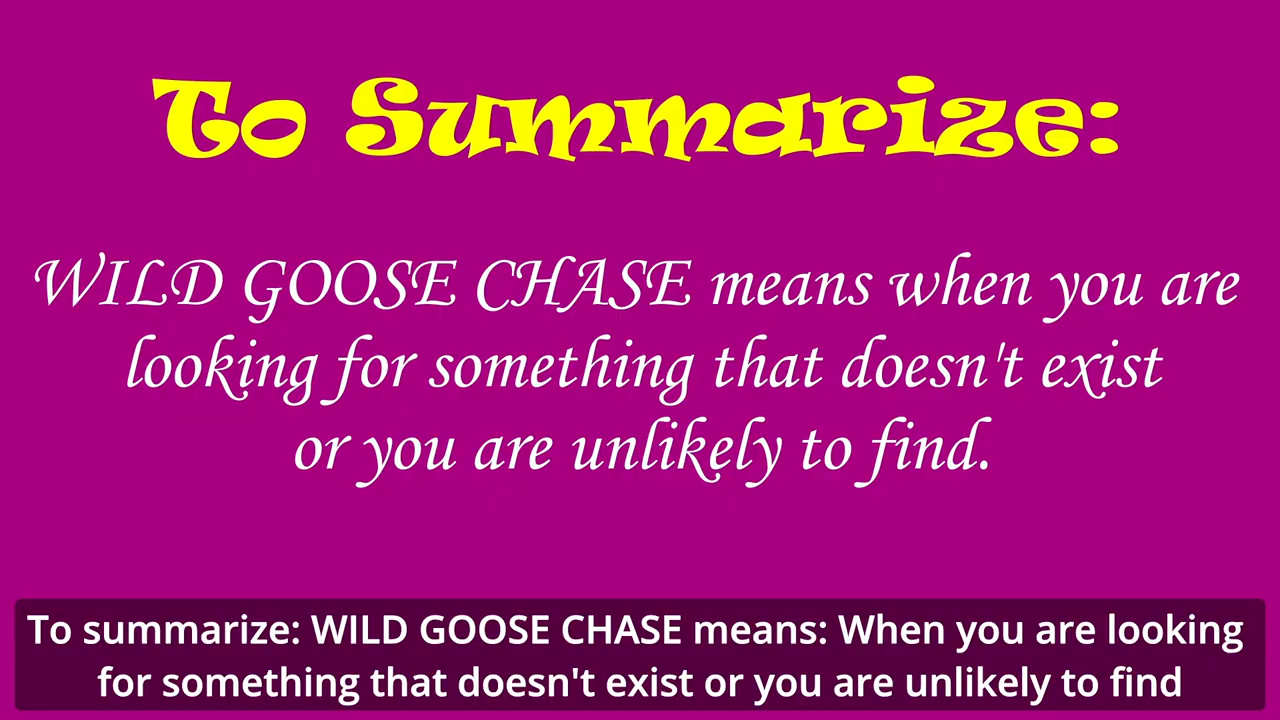 To Summarize:
WILD GOOSE CHASE means when you are
looking for something that doesn't exist
or you are unlikely to find.
To summarize: WILD GOOSE CHASE means: When you are looking
for something that doesn't exist or you are unlikely to find